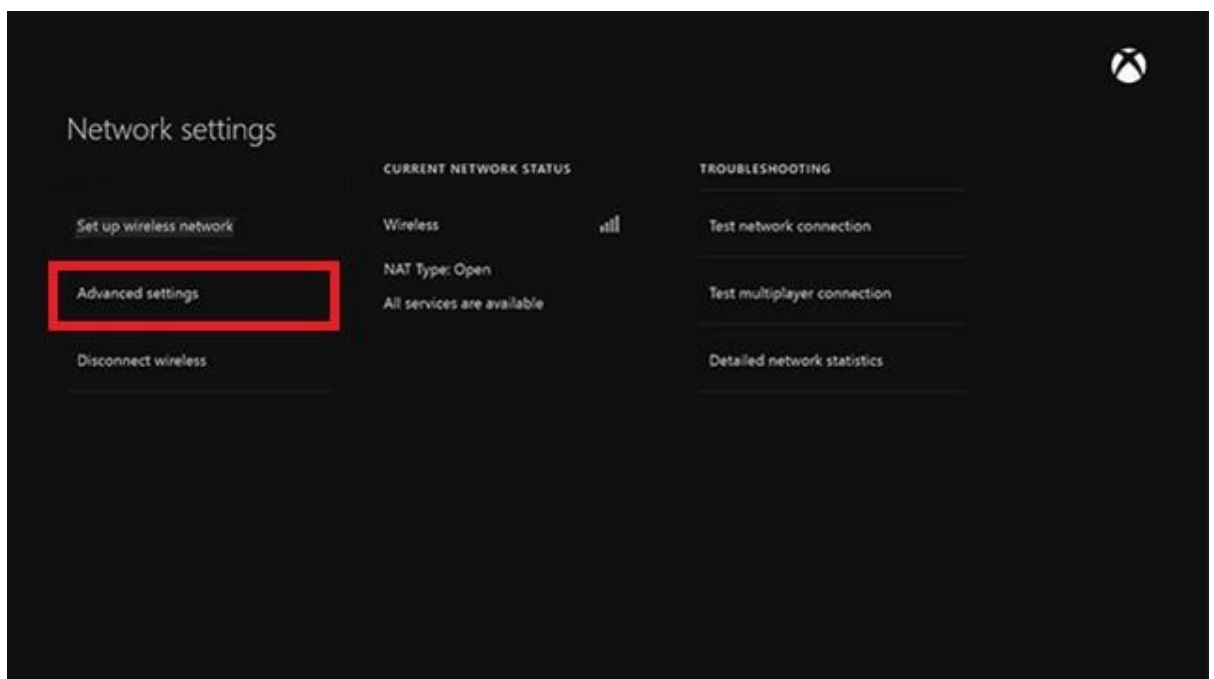 Network settings
Set up wireless network
Advanced settings
Disconnect wireless
CURRENT NETWORK STATUS
Wireless
NAT Type: Open
All services are available
TROUBLESHOOTING
Test network connection
Test multiplayer connection
Detailed network statistics